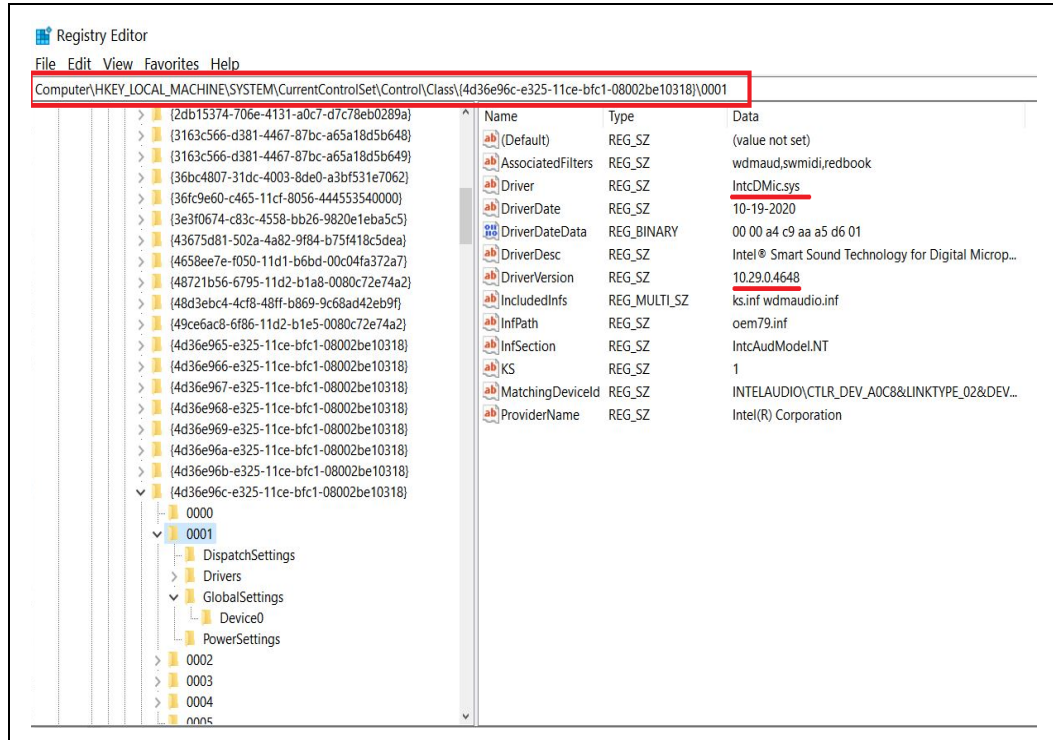 Registry Editor
File Edit View Favorites Help
Computer\HKEY_LOCAL_MACHINE\SYSTEM\CurrentControlSet\Control\Class\{4d36e96c-e325-11ce-bfc1-08002be10318}\0001
{2db15374-706e-4131-a0c7-d7c78eb0289a}
{3163c566-d381-4467-87bc-a65a18d5b648}
{3163c566-d381-4467-87bc-a65a18d5b649}
{36bc4807-31dc-4003-8de0-a3bf531e7062}
{36fc9e60-c465-11cf-8056-444553540000}
{3e3f0674-c83c-4558-bb26-9820e1eba5c5}
{43675d81-502a-4a82-9f84-b75f418c5dea}
{4658ee7e-f050-11d1-b6bd-00c04fa372a7}
{48721b56-6795-11d2-b1a8-0080c72e74a2}
{48d3ebc4-4cf8-48ff-b869-9c68ad42eb9f}
{49ce6ac8-6f86-11d2-b1e5-0080c72e74a2}
{4d36e965-e325-11ce-bfc1-08002be10318}
{4d36e966-e325-11ce-bfc1-08002be10318}
{4d36e967-e325-11ce-bfc1-08002be10318}
{4d36e968-e325-11ce-bfc1-08002be10318}
{4d36e969-e325-11ce-bfc1-08002be10318}
{4d36e96a-e325-11ce-bfc1-08002be10318}
{4d36e96b-e325-11ce-bfc1-08002be10318}
{4d36e96c-e325-11ce-bfc1-08002be10318}
0000
0001
DispatchSettings
Drivers
GlobalSettings
Device0
PowerSettings
0002
0003
0004
0005
Name Type Data
(Default) REG_SZ (value not set)
AssociatedFilters REG_SZ wdmaud,swmidi,redbook
Driver REG_SZ IntcDMic.sys
DriverDate REG_SZ 10-19-2020
DriverDateData REG_BINARY 00 00 a4 c9 aa a5 d6 01
DriverDesc REG_SZ Intel® Smart Sound Technology for Digital Microp...
DriverVersion REG_SZ 10.29.0.4648
IncludedInfs REG_MULTI_SZ ks.inf wdmaudio.inf
InfPath REG_SZ oem79.inf
InfSection REG_SZ IntcAudModel.NT
KS REG_SZ 1
MatchingDeviceId REG_SZ INTELAUDIO\CTLR_DEV_A0C8&LINKTYPE_02&DEV...
ProviderName REG_SZ Intel(R) Corporation